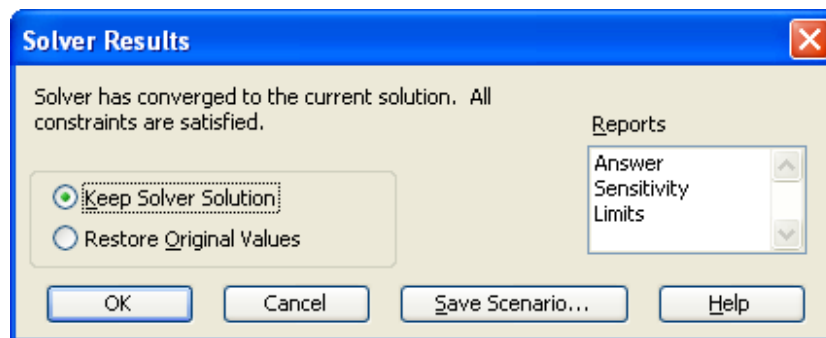 Solver Results
Solver has converged to the current solution. All
constraints are satisfied.
Reports
Answer
Sensitivity
Limits
Keep Solver Solution
Restore Original Values
OK
Cancel
Save Scenario...
Help